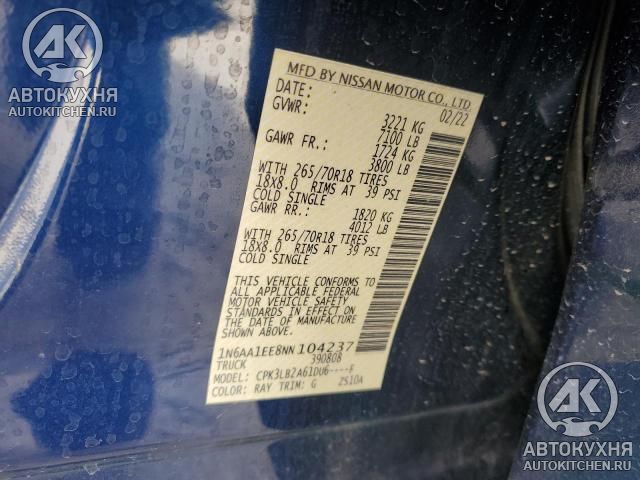 AK
АВТОКУХНЯ
AUTOKITCHEN.RU
MFD BY NISSAN MOTOR CO., LTD
DATE: 02/22
GVWR: 3221 KG
7100 LB
GAWR FR.: 1724 KG
3800 LB
WITH 265/70R18 TIRES
18X8.0 RIMS AT 39 PSI
COLD SINGLE
GAWR RR.: 1820 KG
4012 LB
WITH 265/70R18 TIRES
18X8.0 RIMS AT 39 PSI
COLD SINGLE
THIS VEHICLE CONFORMS TO
ALL APPLICABLE FEDERAL
MOTOR VEHICLE SAFETY
STANDARDS IN EFFECT ON
THE DATE OF MANUFACTURE
SHOWN ABOVE.
1N6AA1EE8NN104237
TRUCK 390808
MODEL: CPK3LB2A61DU6----F
COLOR: RAY TRIM: G ZS10A
AK
АВТОКУХНЯ
AUTOKITCHEN.RU